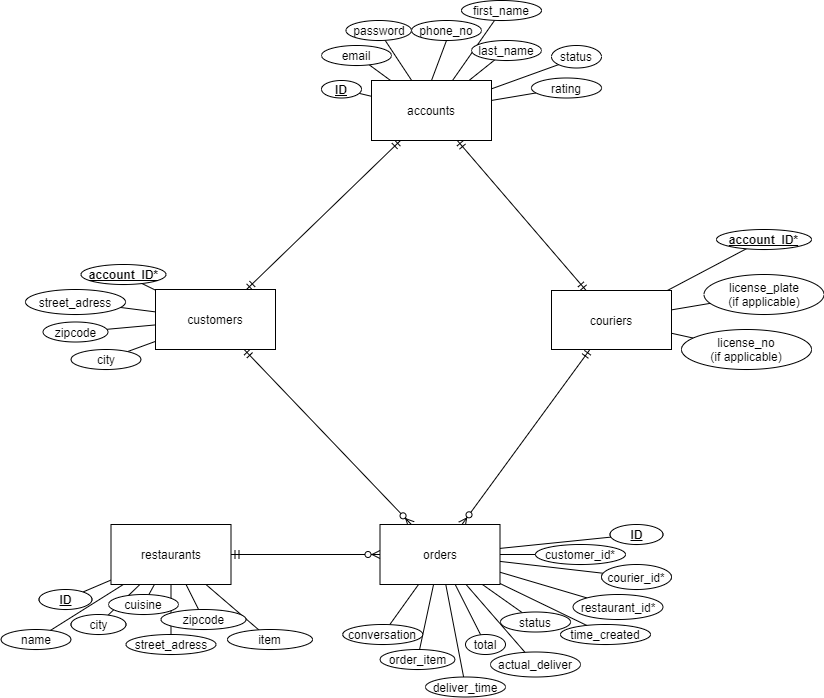 first_name
password
phone_no
email
last_name
status
ID
rating
accounts
account_ID*
street_adress
zipcode
city
customers
account_ID*
license_plate
(if applicable)
license_no
(if applicable)
couriers
restaurants
ID
name
city
cuisine
street_adress
zipcode
item
orders
ID
customer_id*
courier_id*
restaurant_id*
time_created
status
actual_deliver
total
deliver_time
order_item
conversation